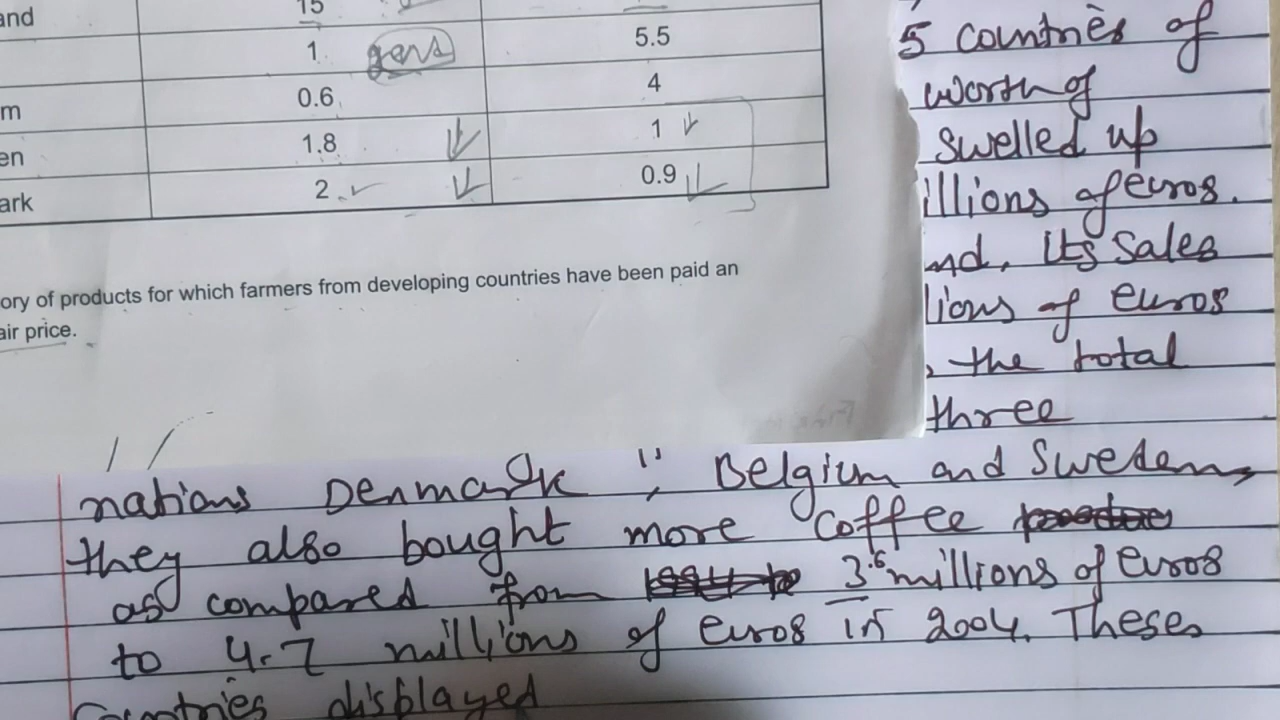 and 15
1 gens 5.5
m 0.6 4
en 1.8 1
ark 2 0.9
ory of products for which farmers from developing countries have been paid an
air price.
5 countries of
worth of
swelled up
illions of euros.
nd. Its sales
lions of euros
, the total
three
nations Denmark , Belgium and Sweden,
they also bought more coffee
as compared from 3.6 millions of euros
to 4.7 millions of euros in 2004. These
Countries displayed